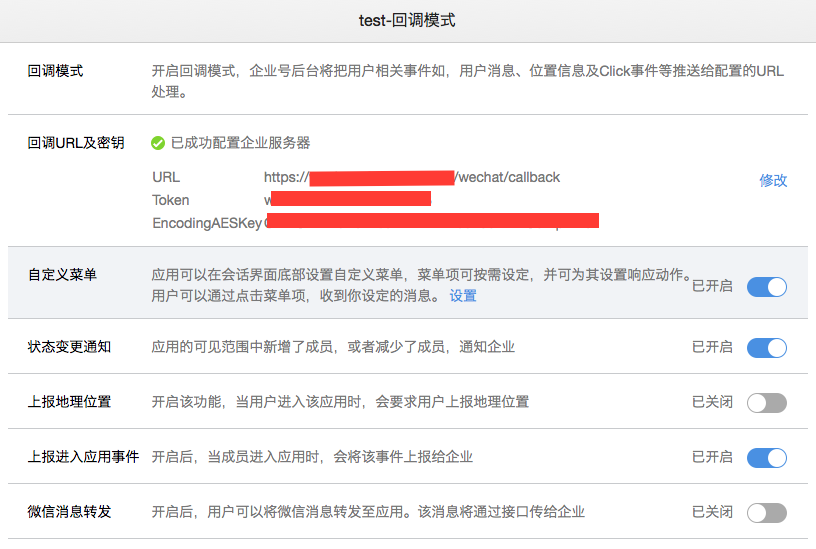 test-回调模式
回调模式
开启回调模式，企业号后台将把用户相关事件如，用户消息、位置信息及Click事件等推送给配置的URL
处理。
回调URL及密钥
已成功配置企业服务器
URL https:// /wechat/callback
修改
Token w
EncodingAESKey
自定义菜单
应用可以在会话界面底部设置自定义菜单，菜单项可按需设定，并可为其设置响应动作。
用户可以通过点击菜单项，收到你设定的消息。 设置
已开启
状态变更通知 应用的可见范围中新增了成员，或者减少了成员，通知企业 已开启
上报地理位置 开启该功能，当用户进入该应用时，会要求用户上报地理位置 已关闭
上报进入应用事件 开启后，当成员进入应用时，会将该事件上报给企业 已开启
微信消息转发 开启后，用户可以将微信消息转发至应用。该消息将通过接口传给企业 已关闭